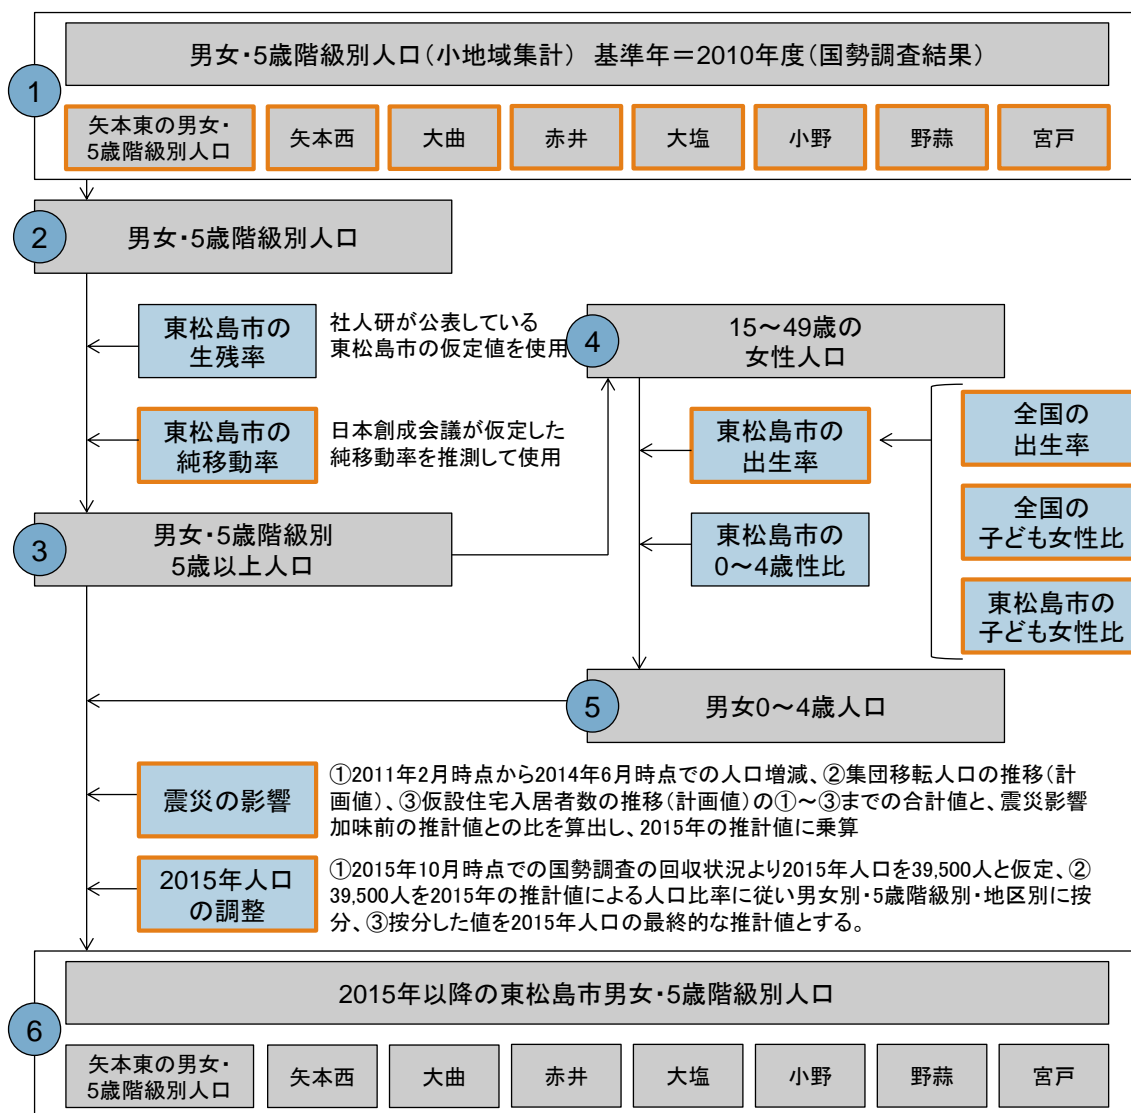 男女・5歳階級別人口(小地域集計) 基準年＝2010年度(国勢調査結果)
1
矢本東の男女・
5歳階級別人口
矢本西
大曲
赤井
大塩
小野
野蒜
宮戸
2
男女・5歳階級別人口
東松島市の
生残率
社人研が公表している
東松島市の仮定値を使用
東松島市の
純移動率
日本創成会議が仮定した
純移動率を推測して使用
3
男女・5歳階級別
5歳以上人口
4
15～49歳の
女性人口
東松島市の
出生率
東松島市の
0～4歳性比
全国の
出生率
全国の
子ども女性比
東松島市の
子ども女性比
5
男女0～4歳人口
震災の影響
①2011年2月時点から2014年6月時点での人口増減、②集団移転人口の推移(計
画値)、③仮設住宅入居者数の推移(計画値)の①～③までの合計値と、震災影響
加味前の推計値との比を算出し、2015年の推計値に乗算
2015年人口
の調整
①2015年10月時点での国勢調査の回収状況より2015年人口を39,500人と仮定、②
39,500人を2015年の推計値による人口比率に従い男女別・5歳階級別・地区別に按
分、③按分した値を2015年人口の最終的な推計値とする。
2015年以降の東松島市男女・5歳階級別人口
6
矢本東の男女・
5歳階級別人口
矢本西
大曲
赤井
大塩
小野
野蒜
宮戸